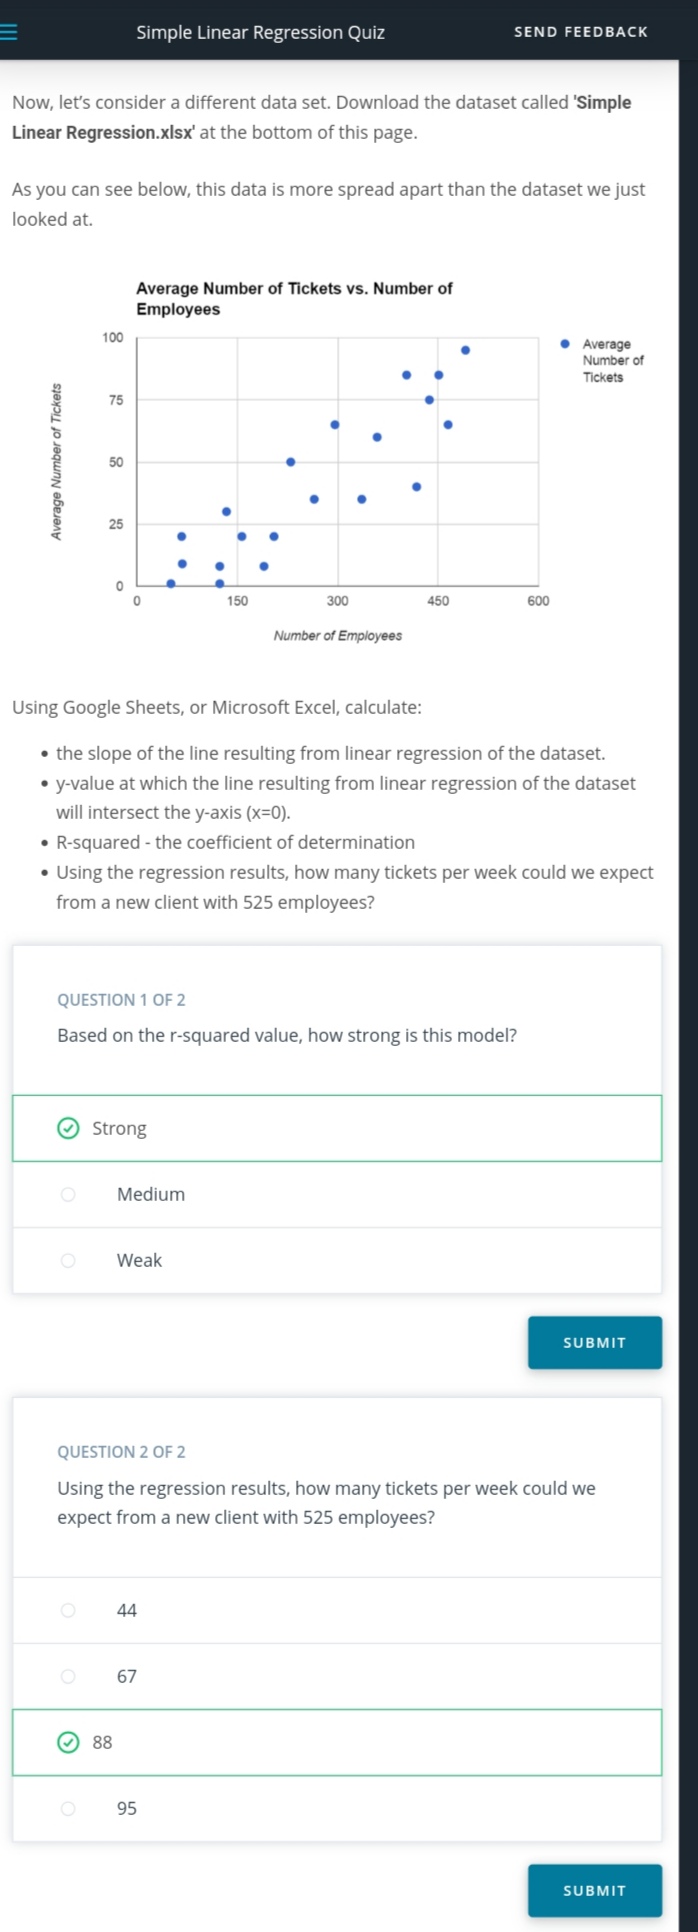 Simple Linear Regression Quiz
SEND FEEDBACK
Now, let's consider a different data set. Download the dataset called 'Simple
Linear Regression.xlsx' at the bottom of this page.
As you can see below, this data is more spread apart than the dataset we just
looked at.
Average Number of Tickets vs. Number of
Employees
Average Number of Tickets
100
75
50
25
0
0
150
300
450
600
Number of Employees
Average
Number of
Tickets
Using Google Sheets, or Microsoft Excel, calculate:
• the slope of the line resulting from linear regression of the dataset.
• y-value at which the line resulting from linear regression of the dataset
will intersect the y-axis (x=0).
• R-squared - the coefficient of determination
• Using the regression results, how many tickets per week could we expect
from a new client with 525 employees?
QUESTION 1 OF 2
Based on the r-squared value, how strong is this model?
Strong
Medium
Weak
SUBMIT
QUESTION 2 OF 2
Using the regression results, how many tickets per week could we
expect from a new client with 525 employees?
44
67
88
95
SUBMIT